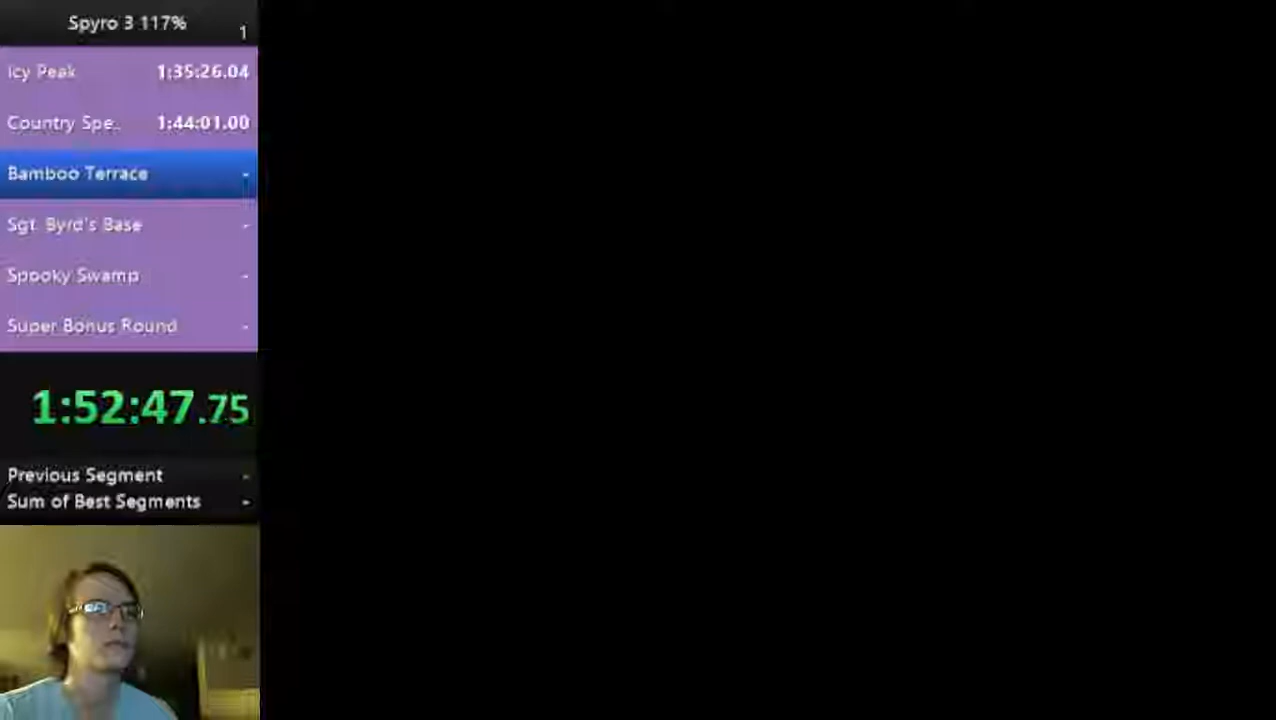 Spyro 3 117%
1
Icy Peak 1:35:26.04
Country Spe.. 1:44:01.00
Bamboo Terrace -
Sgt. Byrd's Base -
Spooky Swamp -
Super Bonus Round -
1:52:47.75
Previous Segment -
Sum of Best Segments -